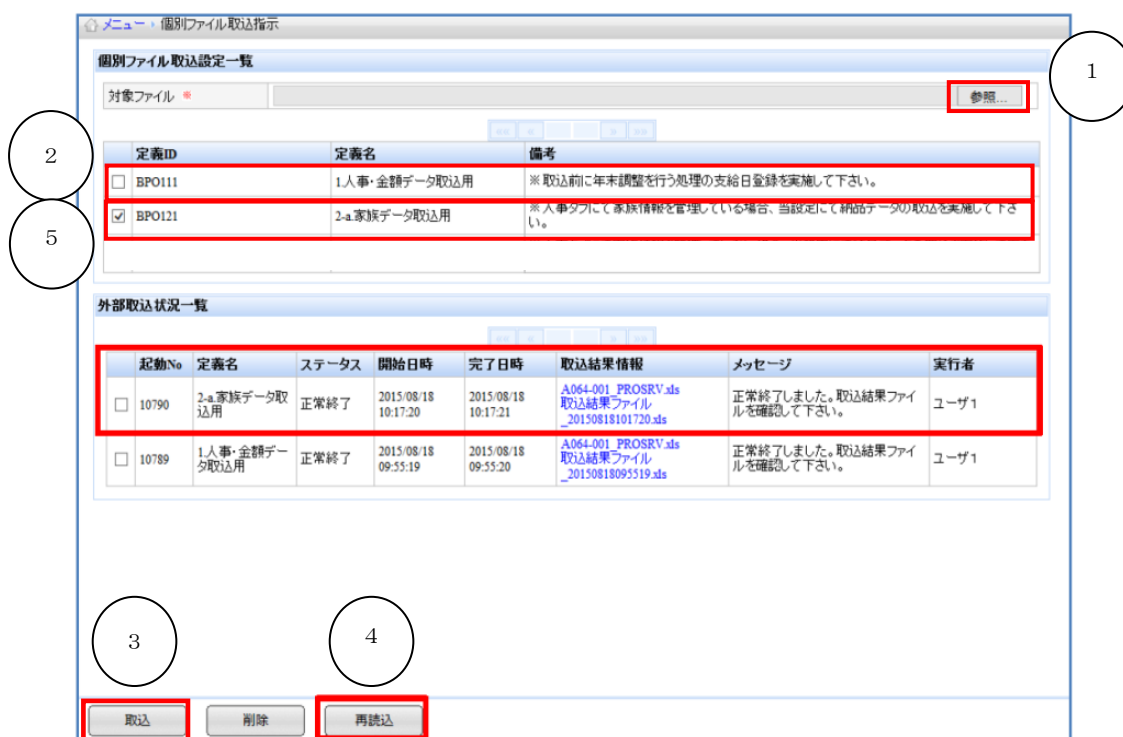 メニュー › 個別ファイル取込指示
個別ファイル取込設定一覧
1
対象ファイル ※
参照...
<< < > >>
2
定義ID 定義名 備考
BPO111 1.人事・金額データ取込用 ※取込前に年末調整を行う処理の支給日登録を実施して下さい。
5
BPO121 2-a.家族データ取込用 ※人事タブにて家族情報を管理している場合、当設定にて納品データの取込を実施して下さ
い。
外部取込状況一覧
<< < > >>
起動No 定義名 ステータス 開始日時 完了日時 取込結果情報 メッセージ 実行者
10790 2-a.家族データ取 正常終了 2015/08/18 2015/08/18 A064-001_PROSRV.xls 正常終了しました。取込結果ファイ ユーザ1
込用 10:17:20 10:17:21 取込結果ファイル ルを確認して下さい。
_20150818101720.xls
10789 1.人事・金額デー 正常終了 2015/08/18 2015/08/18 A064-001_PROSRV.xls 正常終了しました。取込結果ファイ ユーザ1
タ取込用 09:55:19 09:55:20 取込結果ファイル ルを確認して下さい。
_20150818095519.xls
3
4
取込 削除 再読込